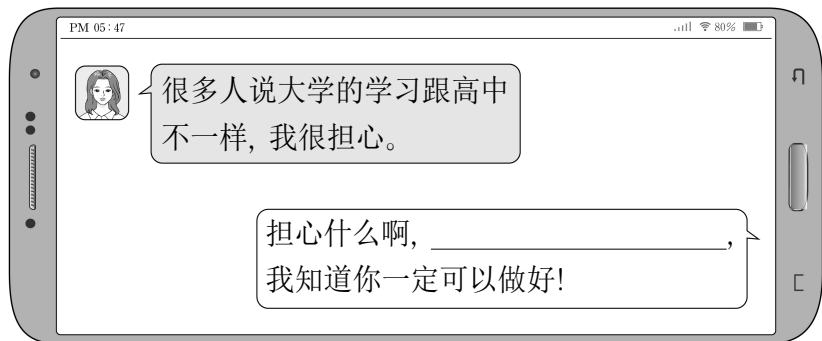 PM 05:47
80%
很多人说大学的学习跟高中
不一样, 我很担心。
担心什么啊, ____________________,
我知道你一定可以做好!